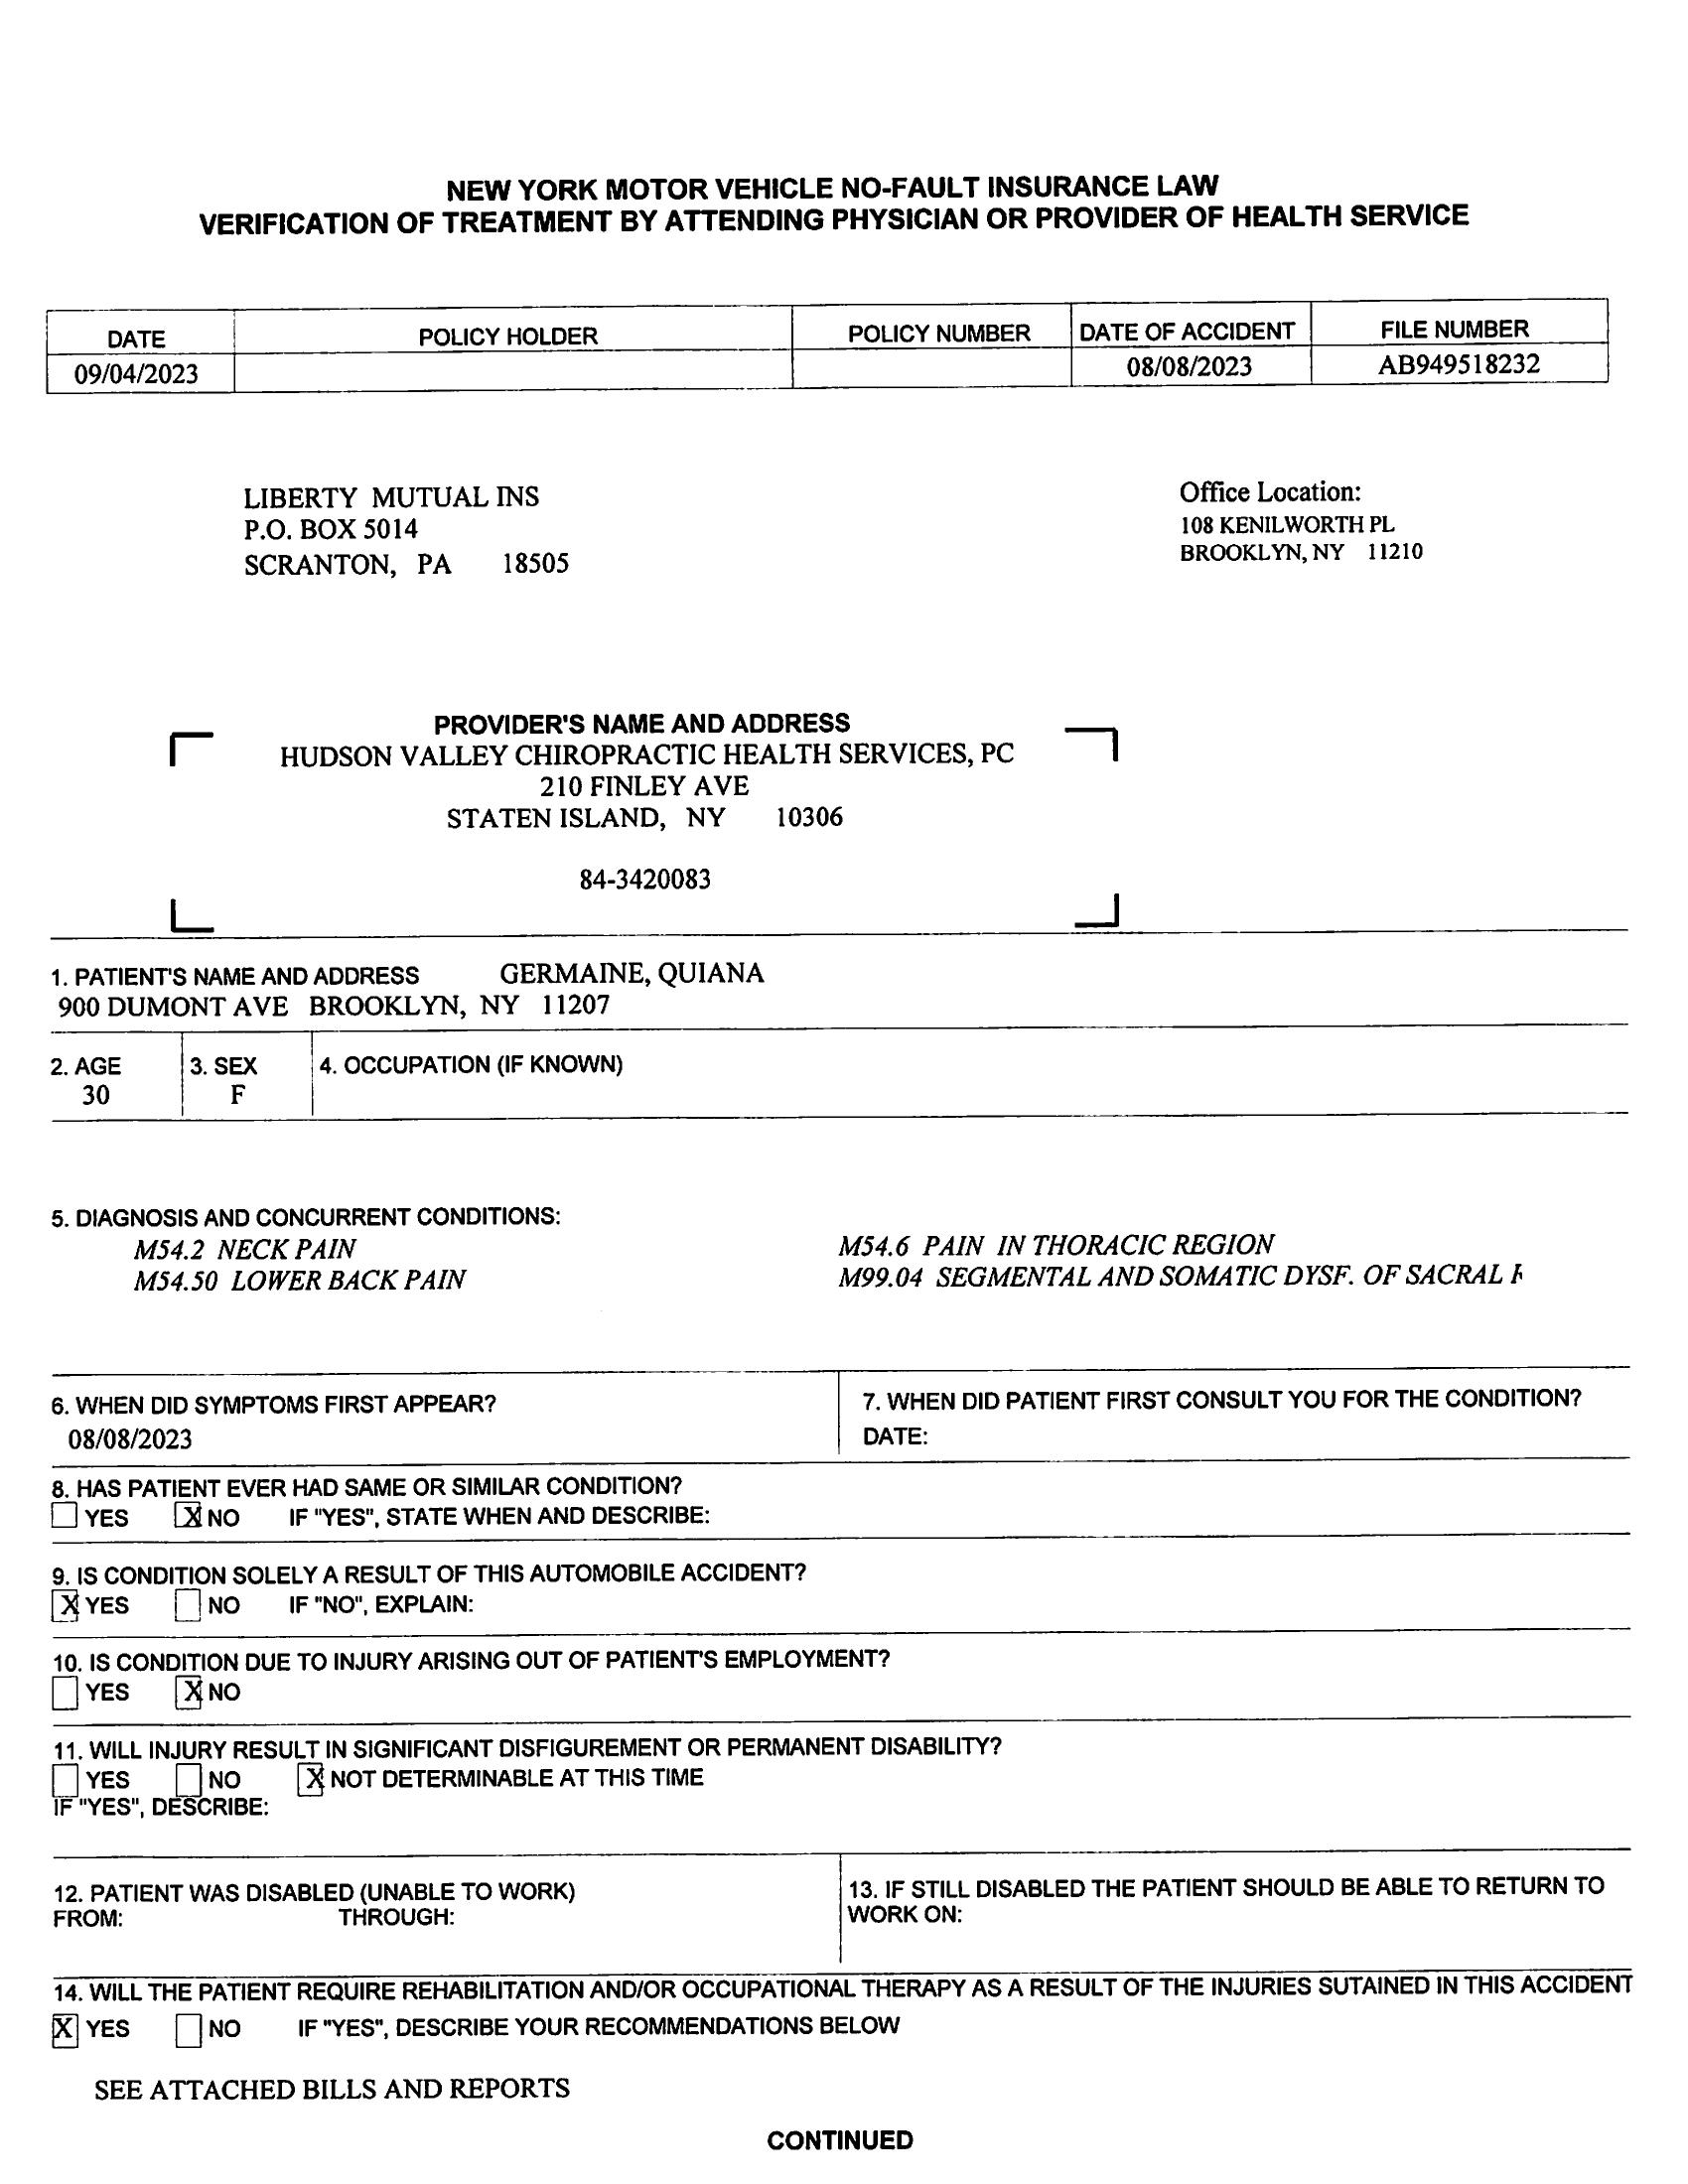 NEW YORK MOTOR VEHICLE NO-FAULT INSURANCE LAW
VERIFICATION OF TREATMENT BY ATTENDING PHYSICIAN OR PROVIDER OF HEALTH SERVICE
DATE POLICY HOLDER POLICY NUMBER DATE OF ACCIDENT FILE NUMBER
09/04/2023 08/08/2023 AB949518232
LIBERTY MUTUAL INS
P.O. BOX 5014
SCRANTON, PA 18505
Office Location:
108 KENILWORTH PL
BROOKLYN, NY 11210
PROVIDER'S NAME AND ADDRESS
HUDSON VALLEY CHIROPRACTIC HEALTH SERVICES, PC
210 FINLEY AVE
STATEN ISLAND, NY 10306
84-3420083
1. PATIENT'S NAME AND ADDRESS GERMAINE, QUIANA
900 DUMONT AVE BROOKLYN, NY 11207
2. AGE 3. SEX 4. OCCUPATION (IF KNOWN)
30 F
5. DIAGNOSIS AND CONCURRENT CONDITIONS:
M54.2 NECK PAIN M54.6 PAIN IN THORACIC REGION
M54.50 LOWER BACK PAIN M99.04 SEGMENTAL AND SOMATIC DYSF. OF SACRAL
6. WHEN DID SYMPTOMS FIRST APPEAR? 7. WHEN DID PATIENT FIRST CONSULT YOU FOR THE CONDITION?
08/08/2023 DATE:
8. HAS PATIENT EVER HAD SAME OR SIMILAR CONDITION?
YES X NO IF "YES", STATE WHEN AND DESCRIBE:
9. IS CONDITION SOLELY A RESULT OF THIS AUTOMOBILE ACCIDENT?
X YES NO IF "NO", EXPLAIN:
10. IS CONDITION DUE TO INJURY ARISING OUT OF PATIENT'S EMPLOYMENT?
YES X NO
11. WILL INJURY RESULT IN SIGNIFICANT DISFIGUREMENT OR PERMANENT DISABILITY?
YES NO X NOT DETERMINABLE AT THIS TIME
IF "YES", DESCRIBE:
12. PATIENT WAS DISABLED (UNABLE TO WORK) 13. IF STILL DISABLED THE PATIENT SHOULD BE ABLE TO RETURN TO
FROM: THROUGH: WORK ON:
14. WILL THE PATIENT REQUIRE REHABILITATION AND/OR OCCUPATIONAL THERAPY AS A RESULT OF THE INJURIES SUTAINED IN THIS ACCIDENT
X YES NO IF "YES", DESCRIBE YOUR RECOMMENDATIONS BELOW
SEE ATTACHED BILLS AND REPORTS
CONTINUED